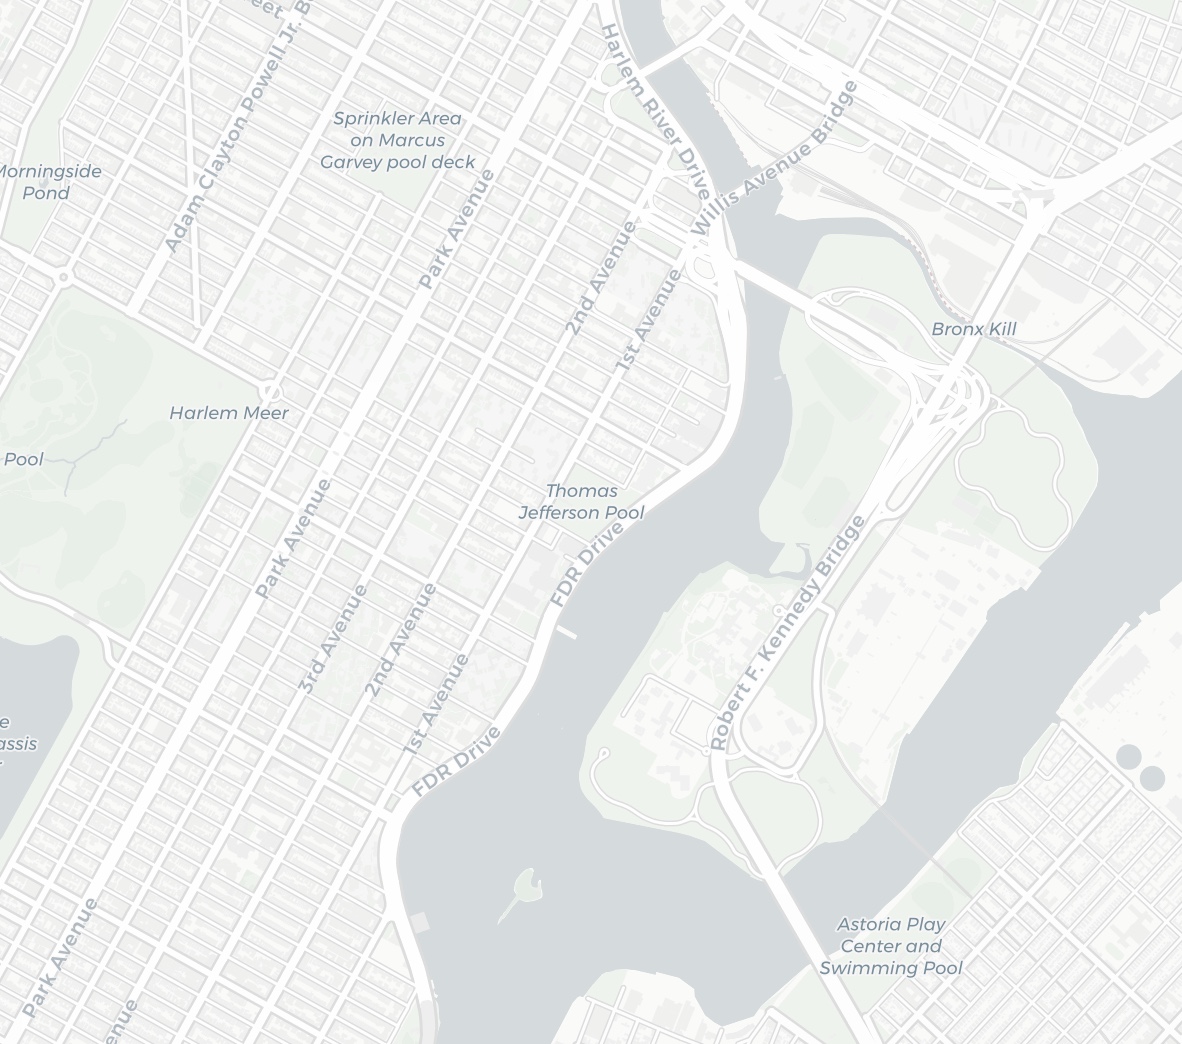 Adam Clayton Powell Jr. B
Harlem River Drive
Sprinkler Area
on Marcus
Garvey pool deck
Willis Avenue Bridge
Morningside
Pond
Park Avenue
2nd Avenue
1st Avenue
Bronx Kill
Harlem Meer
Pool
Thomas
Jefferson Pool
FDR Drive
Park Avenue
Robert F. Kennedy Bridge
3rd Avenue
2nd Avenue
1st Avenue
FDR Drive
Astoria Play
Center and
Swimming Pool
Park Avenue